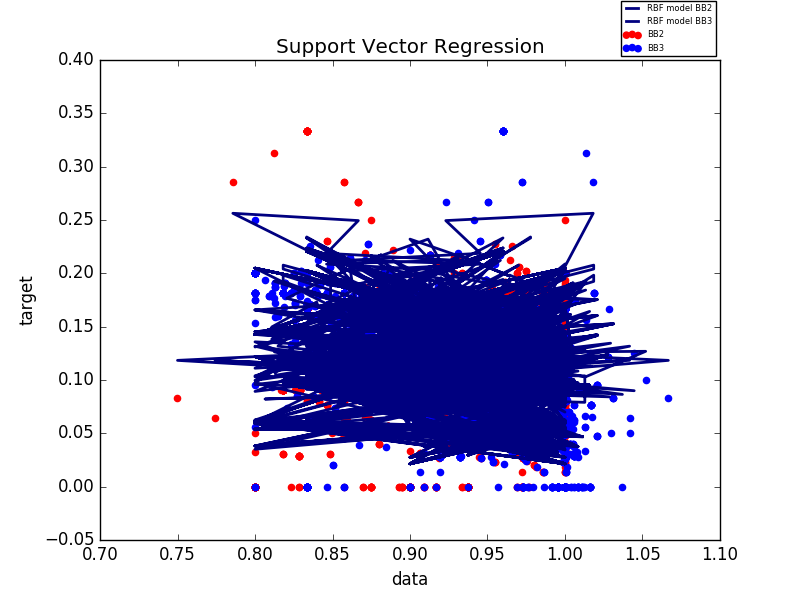 RBF model BB2
RBF model BB3
BB2
BB3
Support Vector Regression
0.40
0.35
0.30
0.25
0.20
0.15
0.10
0.05
0.00
−0.05
target
0.70 0.75 0.80 0.85 0.90 0.95 1.00 1.05 1.10
data